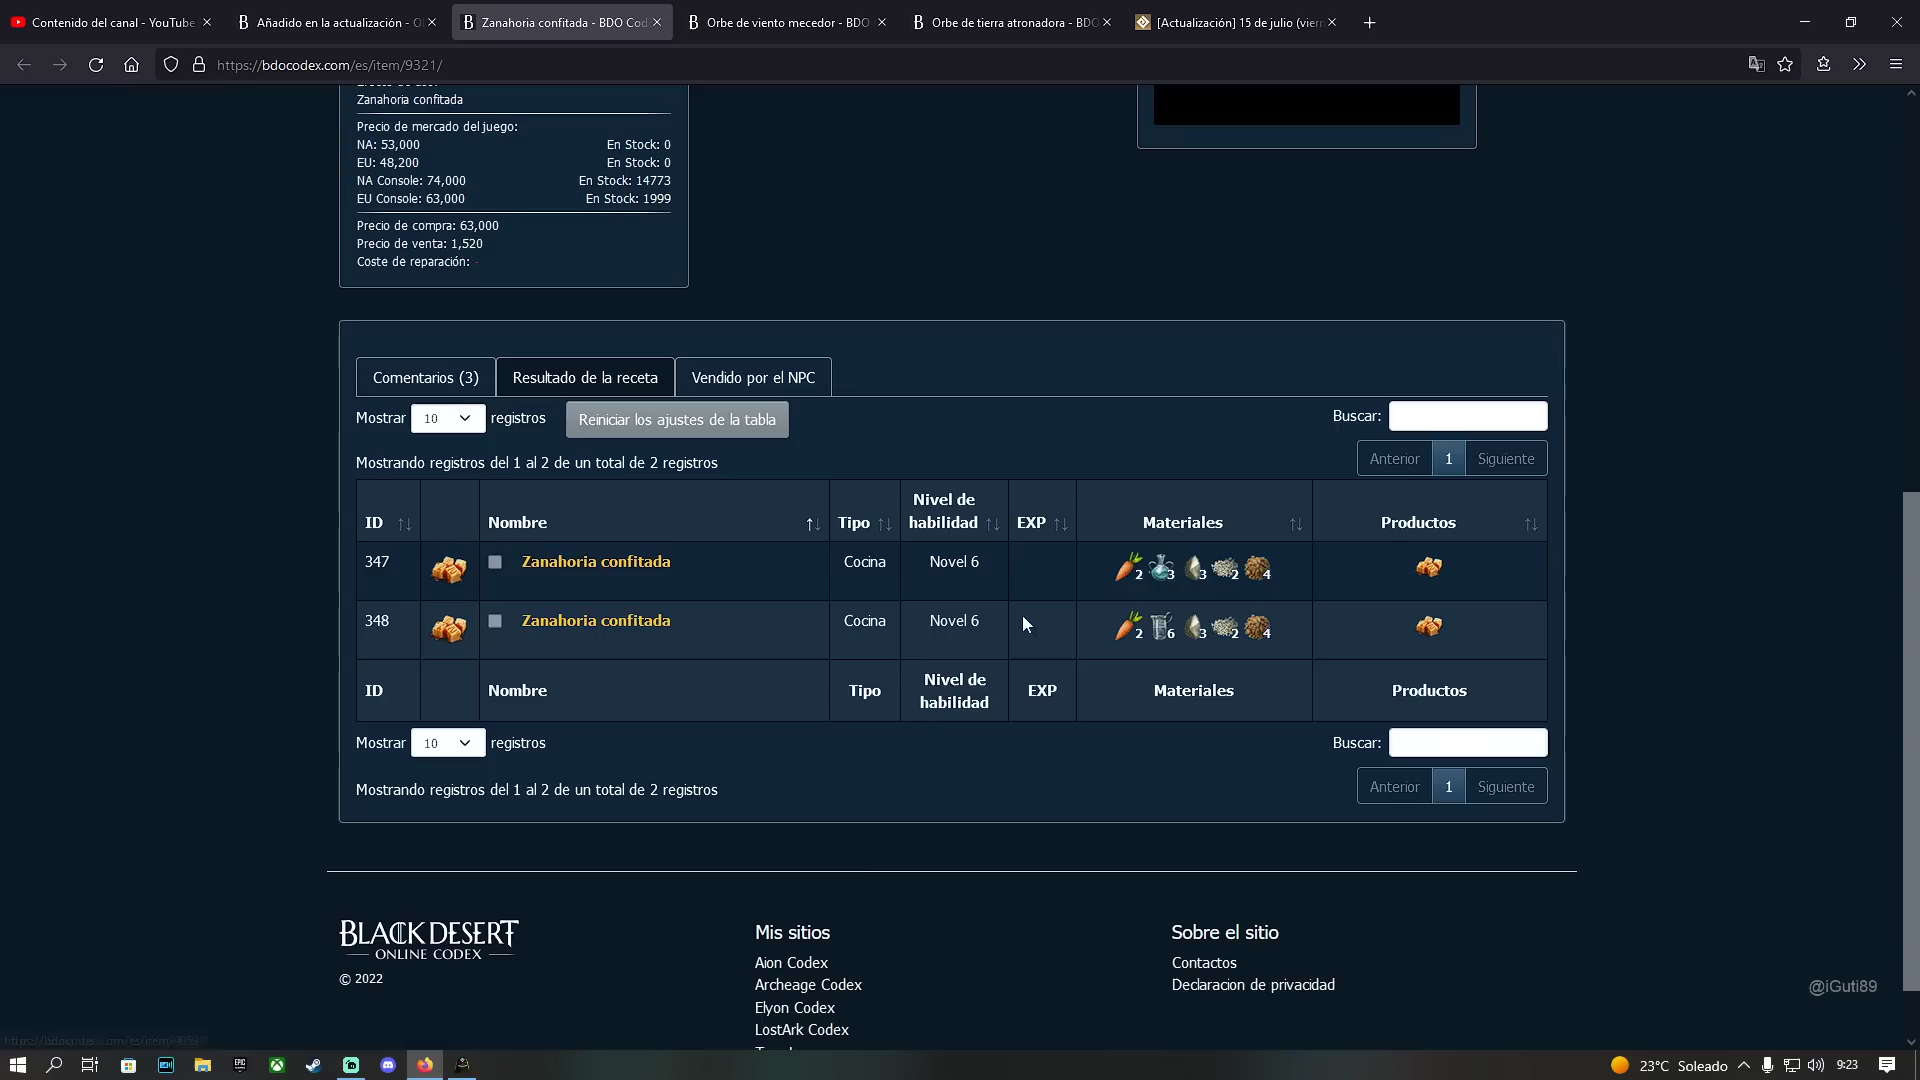 Contenido del canal - YouTube
Añadido en la actualización - 
Zanahoria confitada - BDO Cod
Orbe de viento mecedor - BDO
Orbe de tierra atronadora - BDO
[Actualización] 15 de julio (viern
https://bdocodex.com/es/item/9321/
Zanahoria confitada
Precio de mercado del juego:
NA: 53,000 En Stock: 0
EU: 48,200 En Stock: 0
NA Console: 74,000 En Stock: 14773
EU Console: 63,000 En Stock: 1999
Precio de compra: 63,000
Precio de venta: 1,520
Coste de reparación: -
Comentarios (3) Resultado de la receta Vendido por el NPC
Mostrar 10 registros Reiniciar los ajustes de la tabla Buscar:
Anterior 1 Siguiente
Mostrando registros del 1 al 2 de un total de 2 registros
ID Nombre Tipo Nivel de habilidad EXP Materiales Productos
347 Zanahoria confitada Cocina Novel 6 2 3 3 2 4
348 Zanahoria confitada Cocina Novel 6 2 6 3 2 4
ID Nombre Tipo Nivel de habilidad EXP Materiales Productos
Mostrar 10 registros Buscar:
Mostrando registros del 1 al 2 de un total de 2 registros Anterior 1 Siguiente
BLACK DESERT
ONLINE CODEX
© 2022
Mis sitios
Aion Codex
Archeage Codex
Elyon Codex
LostArk Codex
Sobre el sitio
Contactos
Declaracion de privacidad
@iGuti89
EPIC
23°C Soleado
9:23